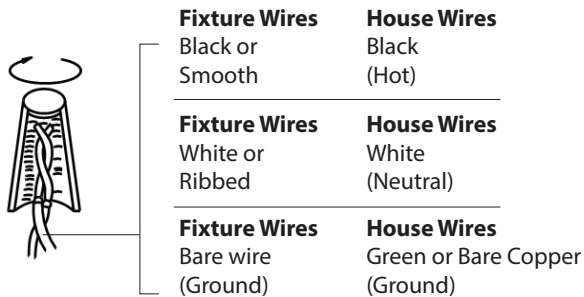 Fixture Wires House Wires
Black or Black
Smooth (Hot)
Fixture Wires House Wires
White or White
Ribbed (Neutral)
Fixture Wires House Wires
Bare wire Green or Bare Copper
(Ground) (Ground)